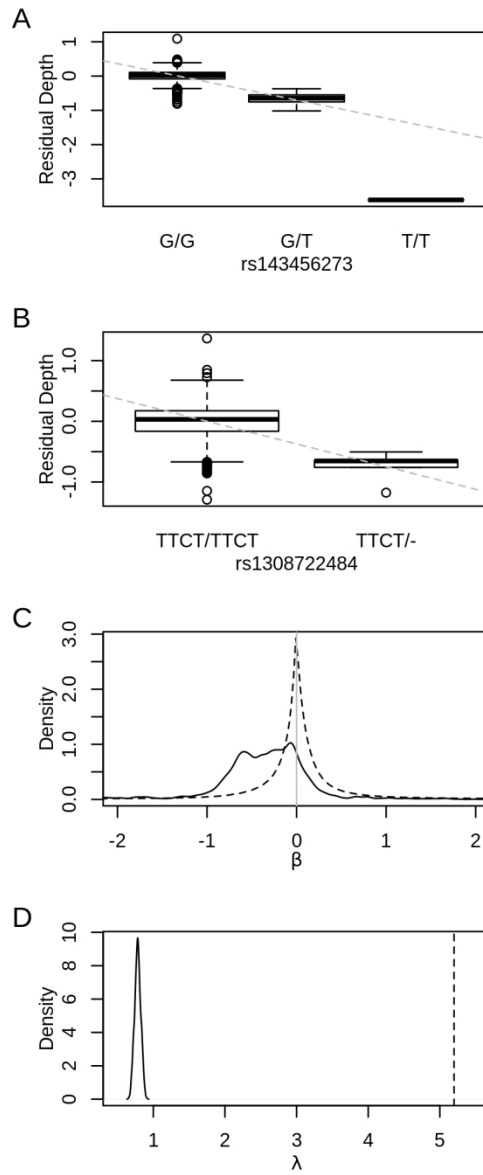 A
1
0
-1
-2
-3
Residual Depth
G/G G/T T/T
rs143456273
B
1.0
0.0
-1.0
Residual Depth
TTCT/TTCT TTCT/-
rs1308722484
C
3.0
2.0
1.0
0.0
Density
-2 -1 0 1 2
β
D
10
8
6
4
2
0
Density
1 2 3 4 5
λ